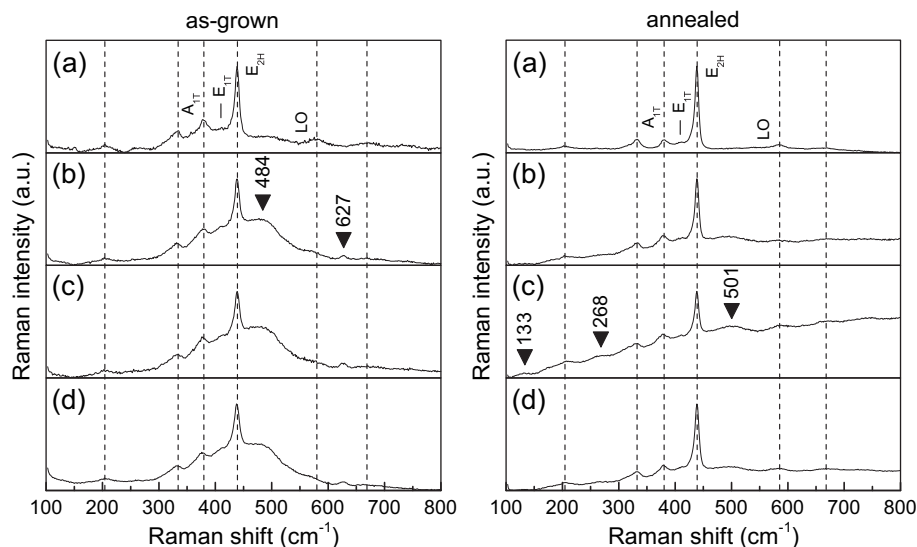 as-grown
annealed
(a)
A1T
— E1T
E2H
LO
(b)
484
627
(c)
(d)
100 200 300 400 500 600 700 800
Raman shift (cm-1)
Raman intensity (a.u.)
(a)
A1T
— E1T
E2H
LO
(b)
(c)
133
268
501
(d)
100 200 300 400 500 600 700 800
Raman shift (cm-1)
Raman intensity (a.u.)